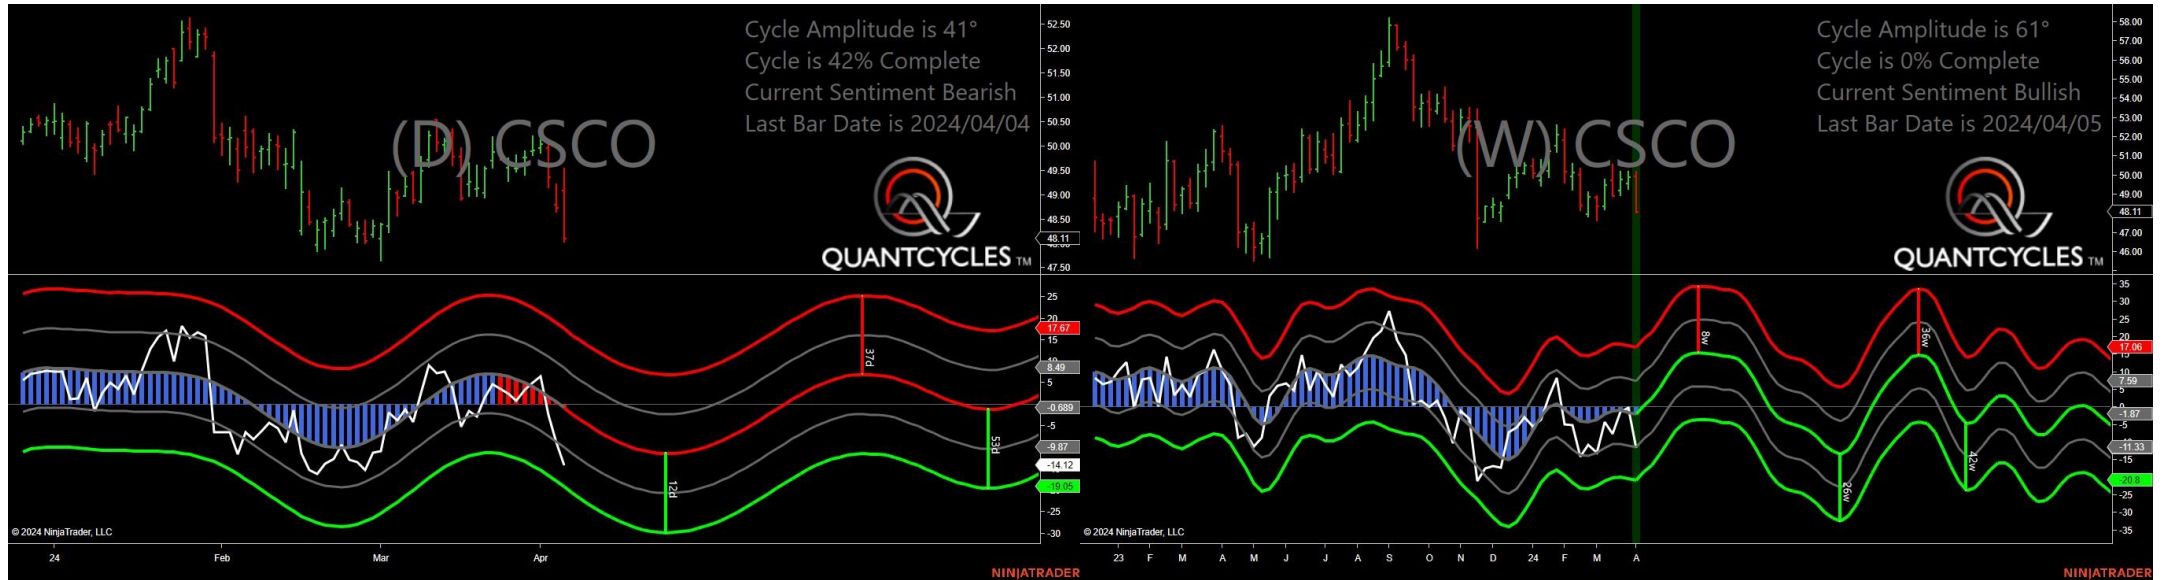 Cycle Amplitude is 41°
Cycle is 42% Complete
Current Sentiment Bearish
Last Bar Date is 2024/04/04
(D) CSCO
QUANTCYCLES TM
52.50
52.00
51.50
51.00
50.50
50.00
49.50
49.00
48.50
48.11
47.50
25
20
17.67
15
8.49
5
-0.689
-5
-9.87
-14.12
-19.05
-25
-30
37d
53d
12d
© 2024 NinjaTrader, LLC
24 Feb Mar Apr
NINJATRADER
Cycle Amplitude is 61°
Cycle is 0% Complete
Current Sentiment Bullish
Last Bar Date is 2024/04/05
(W) CSCO
QUANTCYCLES TM
58.00
57.00
56.00
55.00
54.00
53.00
52.00
51.00
50.00
49.00
48.11
47.00
46.00
35
30
25
20
17.06
15
10
7.59
5
0
-1.87
-5
-11.33
-15
-20.8
-25
-30
-35
8w
36w
26w
42w
© 2024 NinjaTrader, LLC
23 F M A M J J A S O N D 24 F M A
NINJATRADER